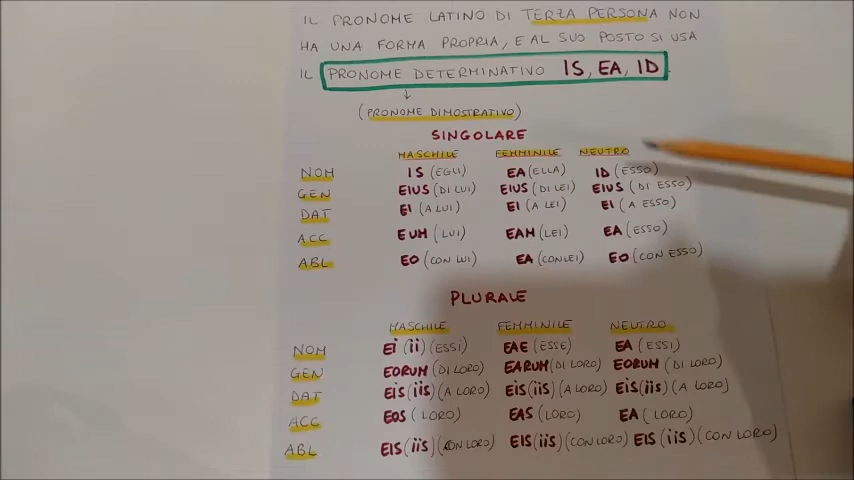 IL PRONOME LATINO DI TERZA PERSONA NON
HA UNA FORMA PROPRIA, E AL SUO POSTO SI USA
IL PRONOME DETERMINATIVO IS, EA, ID.
(PRONOME DIMOSTRATIVO)
SINGOLARE
MASCHILE FEMMINILE NEUTRO
NOM IS (EGLI) EA (ELLA) ID (ESSO)
GEN EIUS (DI LUI) EIUS (DI LEI) EIUS (DI ESSO)
DAT EI (A LUI) EI (A LEI) EI (A ESSO)
ACC EUM (LUI) EAM (LEI) EA (ESSO)
ABL EO (CON LUI) EA (CON LEI) EO (CON ESSO)
PLURALE
MASCHILE FEMMINILE NEUTRO
NOM Ei (ii) (ESSI) EAE (ESSE) EA (ESSI)
GEN EORUM (DI LORO) EARUM (DI LORO) EORUM (DI LORO)
DAT EiS (iiS) (A LORO) EiS (iiS) (A LORO) EiS (iiS) (A LORO)
ACC EOS (LORO) EAS (LORO) EA (LORO)
ABL EIS (iiS) (CON LORO) EIS (iiS) (CON LORO) EIS (iiS) (CON LORO)